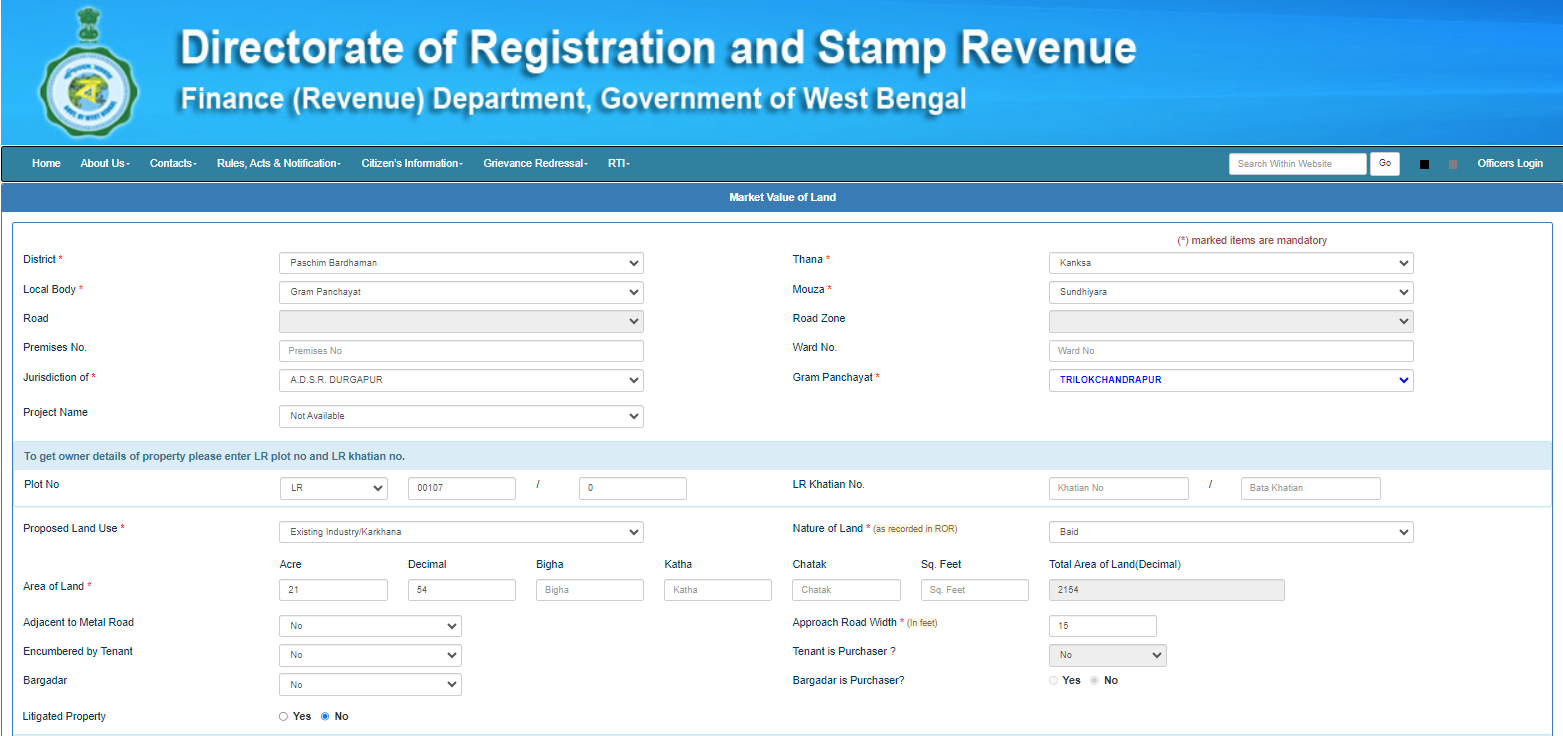 Directorate of Registration and Stamp Revenue
Finance (Revenue) Department, Government of West Bengal
Home About Us- Contacts- Rules, Acts & Notification- Citizen's Information- Grievance Redressal- RTI- Search Within Website Go Officers Login
Market Value of Land
(*) marked items are mandatory
District * Paschim Bardhaman Thana * Kanksa
Local Body * Gram Panchayat Mouza * Sundhiyara
Road Road Zone
Premises No. Premises No Ward No. Ward No
Jurisdiction of * A.D.S.R. DURGAPUR Gram Panchayat * TRILOKCHANDRAPUR
Project Name Not Available
To get owner details of property please enter LR plot no and LR khatian no.
Plot No LR 00107 / 0 LR Khatian No. Khatian No / Bata Khatian
Proposed Land Use * Existing Industry/Karkhana Nature of Land * (as recorded in ROR) Baid
Acre Decimal Bigha Katha Chatak Sq. Feet Total Area of Land(Decimal)
Area of Land * 21 54 Bigha Katha Chatak Sq. Feet 2154
Adjacent to Metal Road No Approach Road Width * (In feet) 15
Encumbered by Tenant No Tenant is Purchaser ? No
Bargadar No Bargadar is Purchaser? Yes No
Litigated Property Yes No